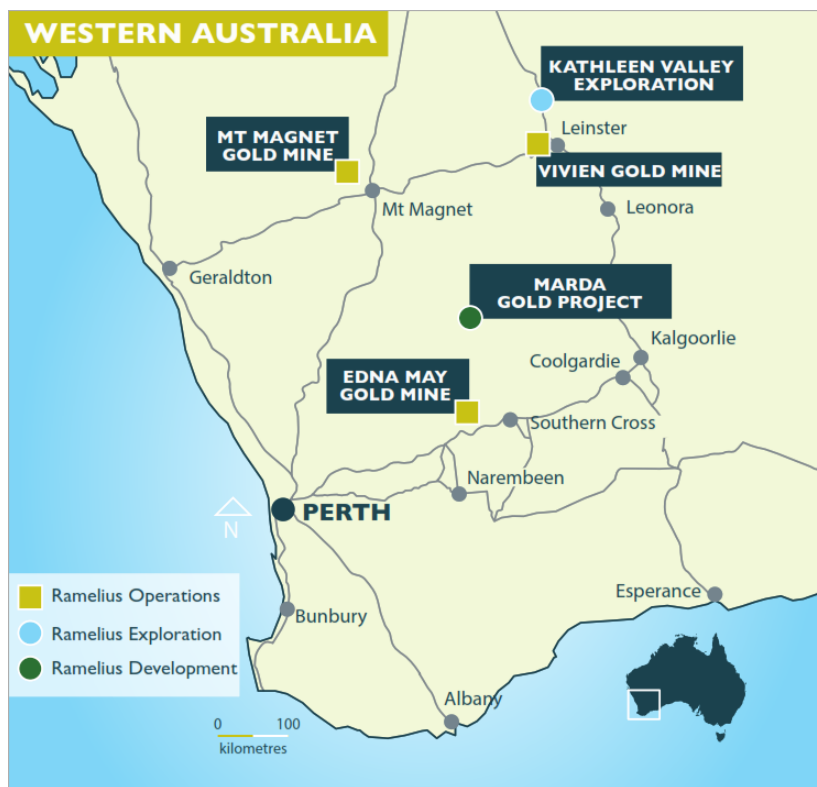 WESTERN AUSTRALIA
KATHLEEN VALLEY
EXPLORATION
MT MAGNET
GOLD MINE
Leinster
VIVIEN GOLD MINE
Mt Magnet
Leonora
Geraldton
MARDA
GOLD PROJECT
Kalgoorlie
Coolgardie
EDNA MAY
GOLD MINE
Southern Cross
Narembeen
PERTH
N
Ramelius Operations
Ramelius Exploration
Ramelius Development
Bunbury
Esperance
Albany
0 100
kilometres